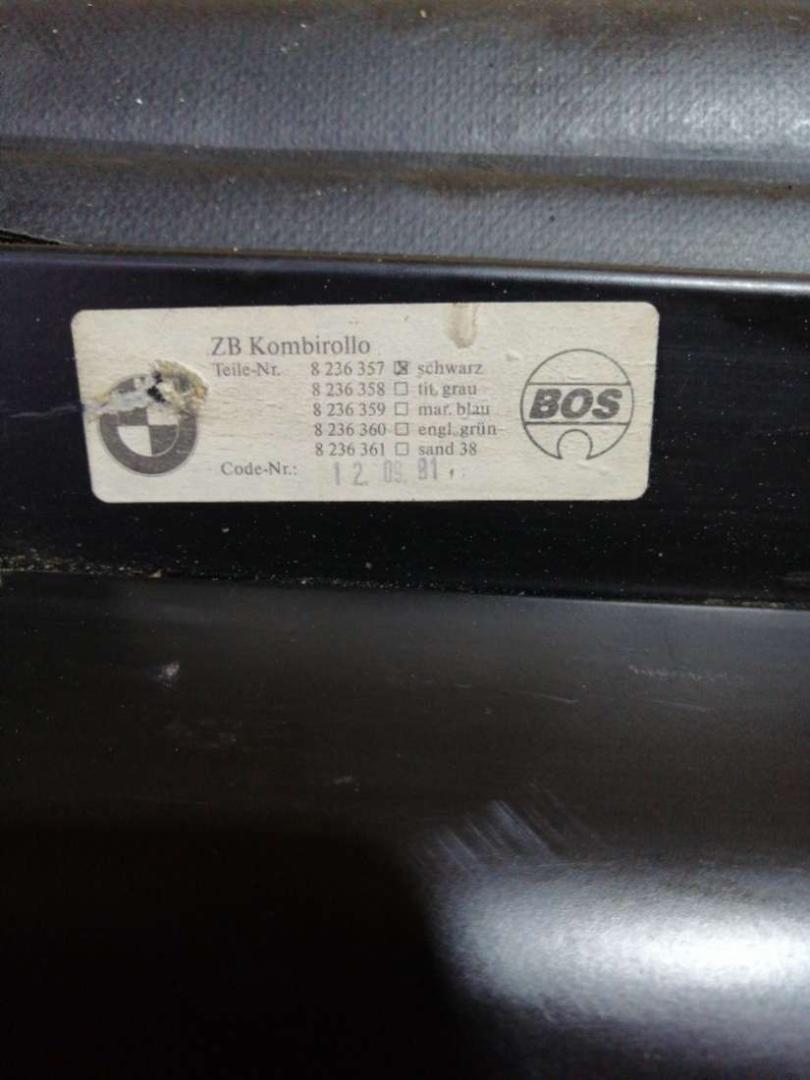 ZB Kombirollo
Teile-Nr. 8 236 357 ☒ schwarz
8 236 358 ☐ tit. grau
8 236 359 ☐ mar. blau
8 236 360 ☐ engl. grün
8 236 361 ☐ sand 38
Code-Nr.: 12. 09. 91
BOS